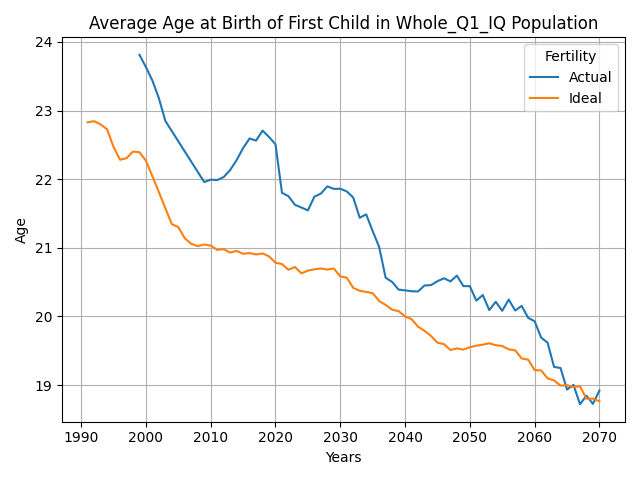 Average Age at Birth of First Child in Whole_Q1_IQ Population
Fertility
Actual
Ideal
Age
24
23
22
21
20
19
1990 2000 2010 2020 2030 2040 2050 2060 2070
Years